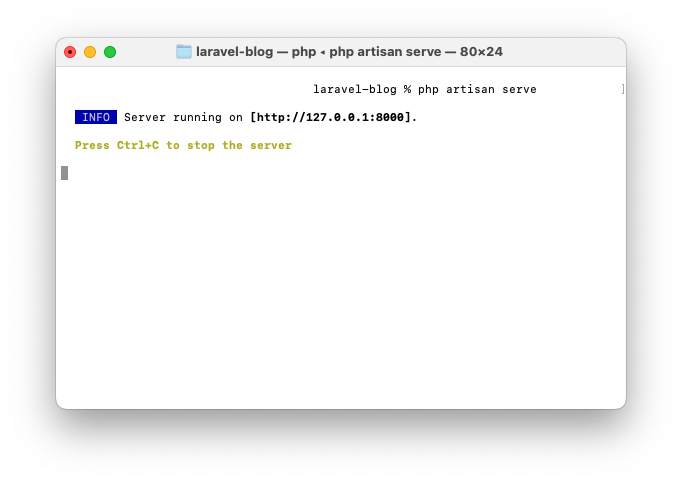 laravel-blog — php ◂ php artisan serve — 80×24
laravel-blog % php artisan serve ]
INFO Server running on [http://127.0.0.1:8000].
Press Ctrl+C to stop the server